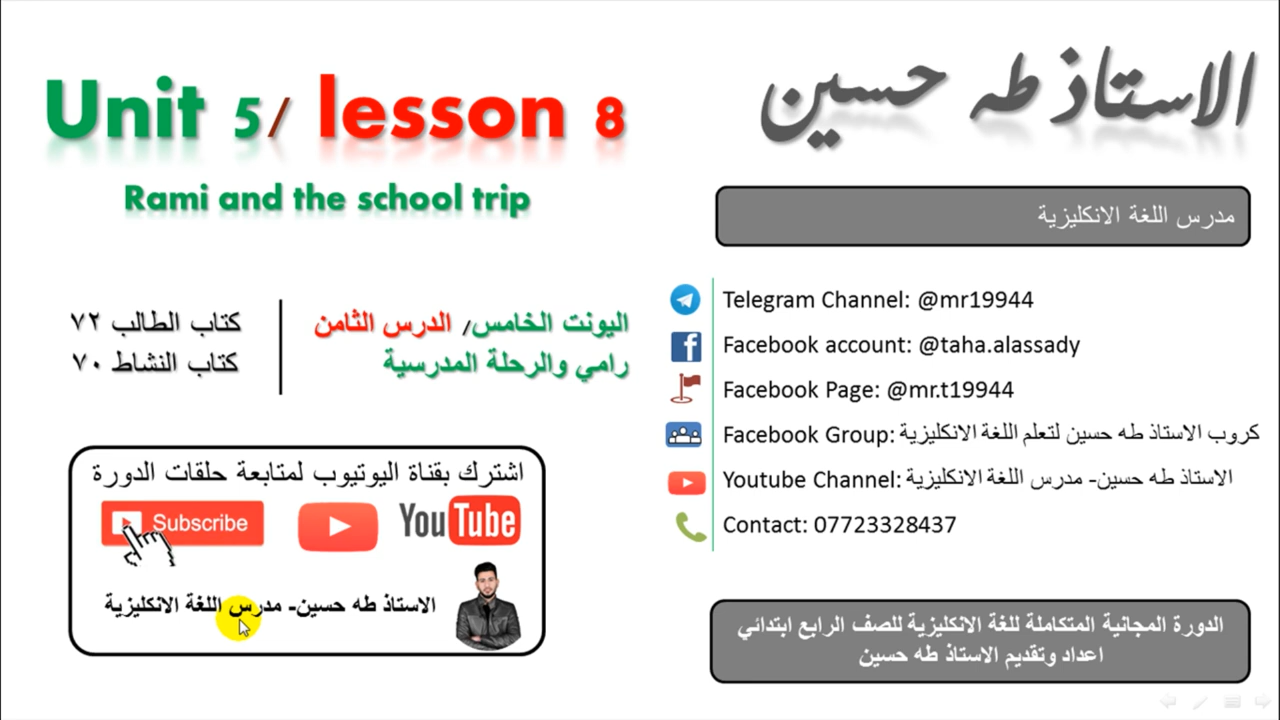 Unit 5/ lesson 8
Rami and the school trip
اليونت الخامس/ الدرس الثامن
رامي والرحلة المدرسية
كتاب الطالب ٧٢
كتاب النشاط ٧٠
اشترك بقناة اليوتيوب لمتابعة حلقات الدورة
Subscribe
YouTube
الاستاذ طه حسين- مدرس اللغة الانكليزية
الاستاذ طه حسين
مدرس اللغة الانكليزية
Telegram Channel: @mr19944
Facebook account: @taha.alassady
Facebook Page: @mr.t19944
Facebook Group: كروب الاستاذ طه حسين لتعلم اللغة الانكليزية
Youtube Channel: الاستاذ طه حسين- مدرس اللغة الانكليزية
Contact: 07723328437
الدورة المجانية المتكاملة للغة الانكليزية للصف الرابع ابتدائي
اعداد وتقديم الاستاذ طه حسين